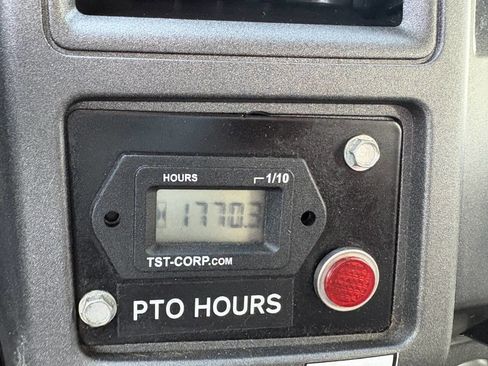 HOURS 1/10
1770.3
TST-CORP.COM
PTO HOURS